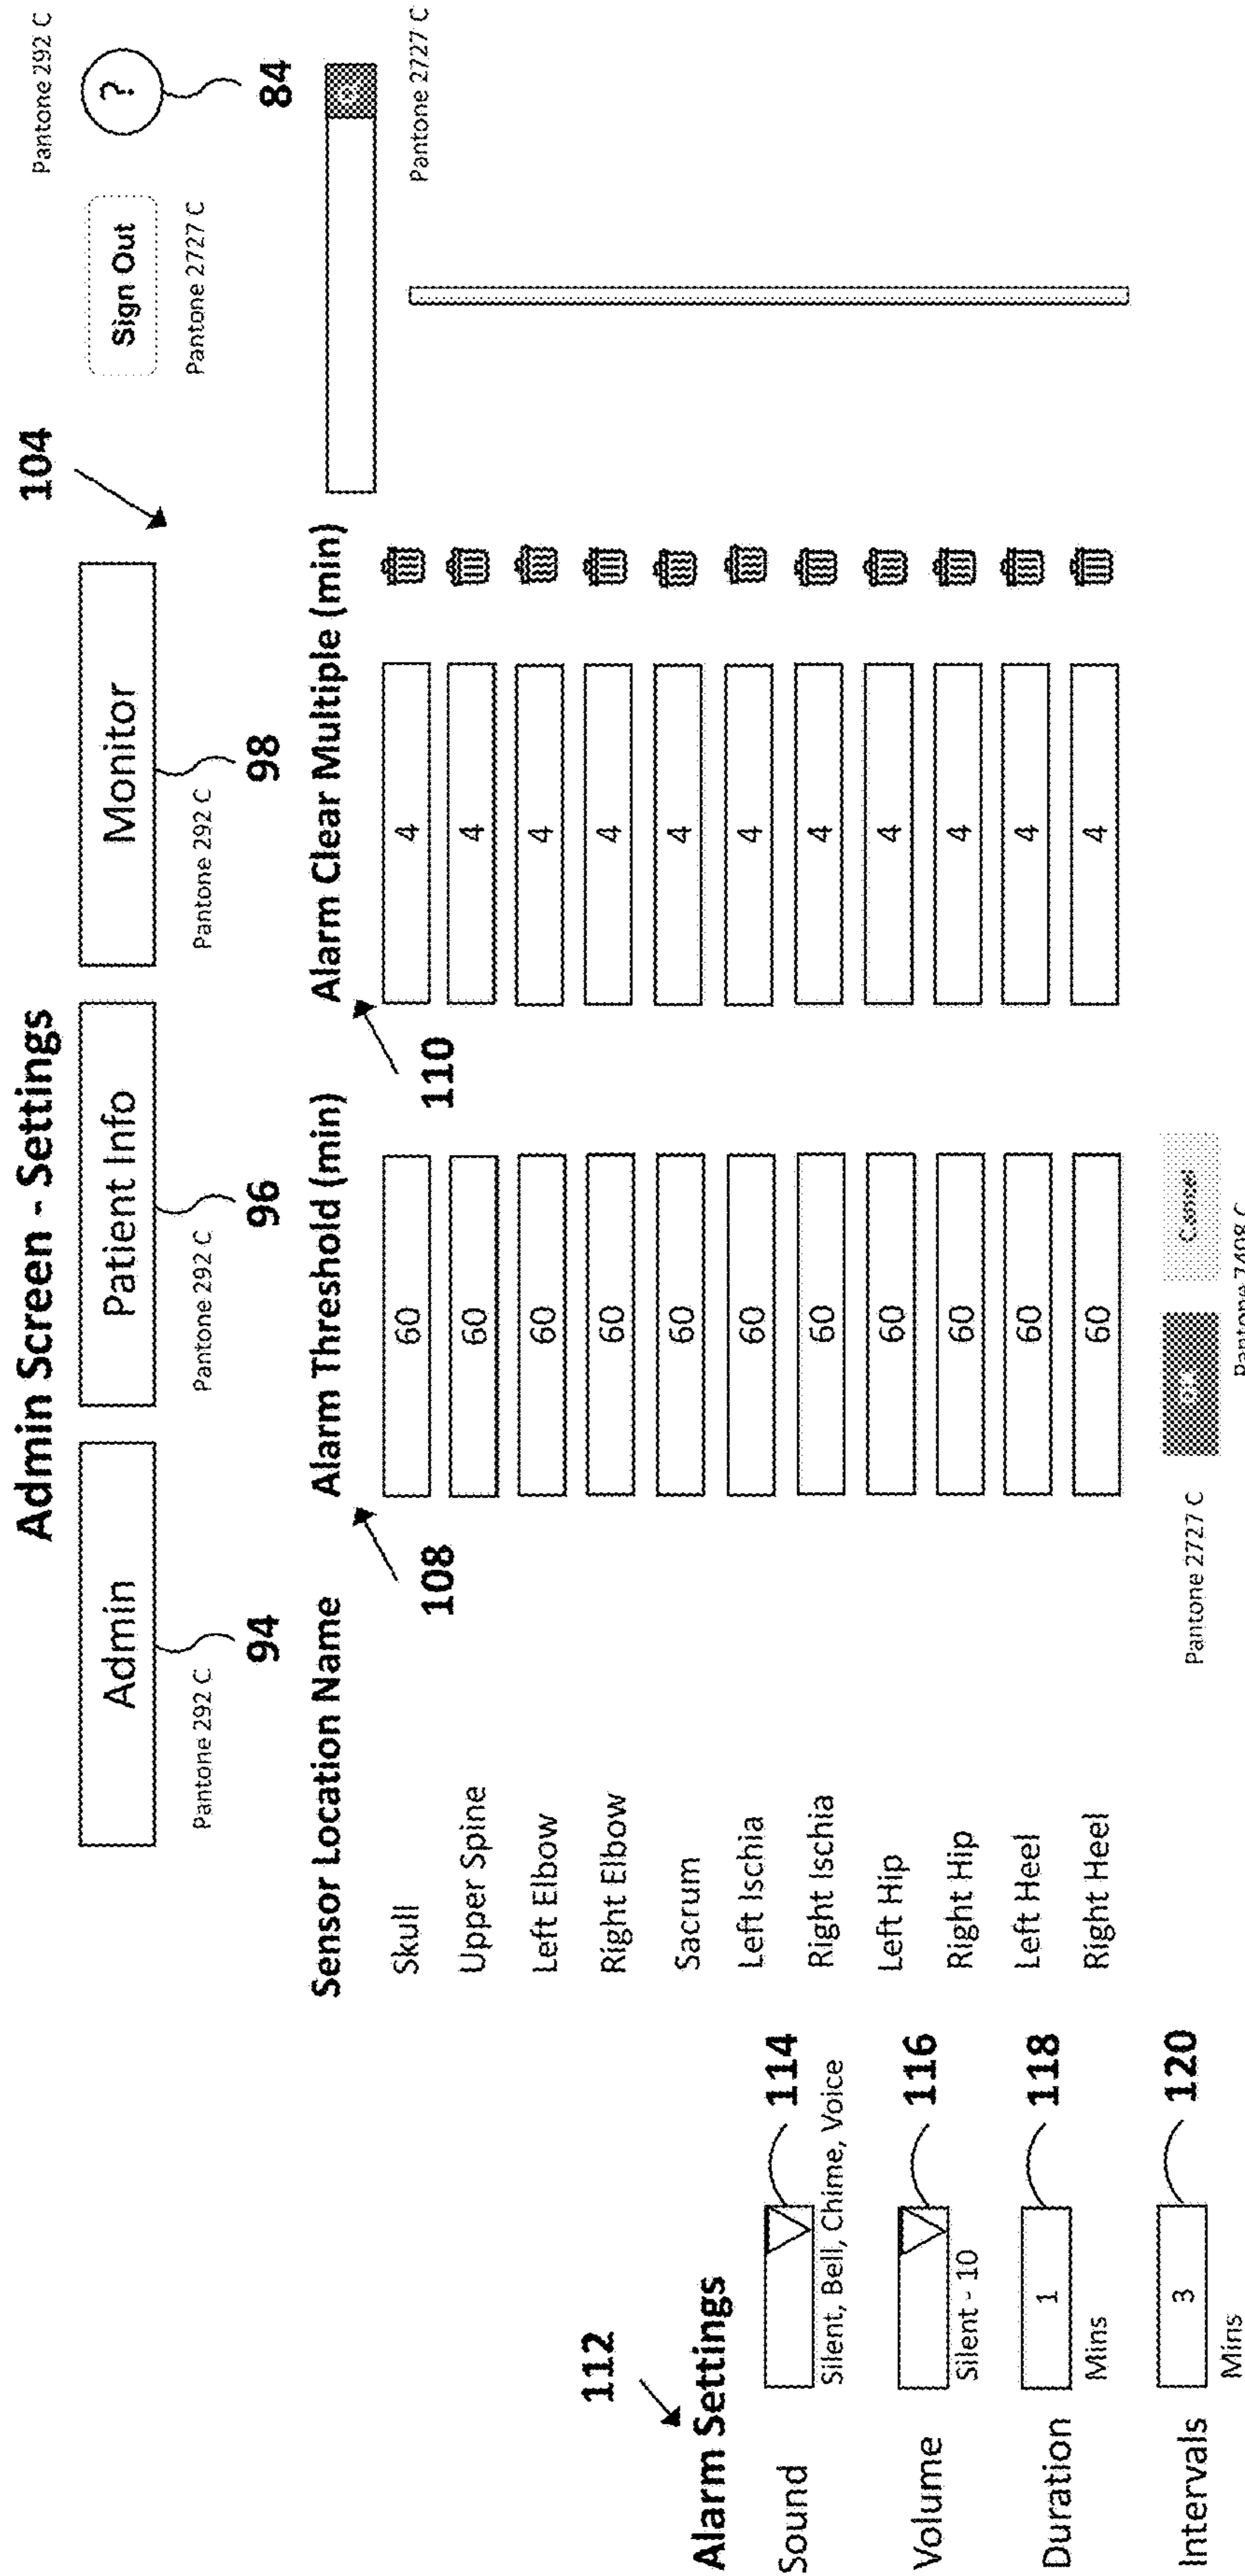 Admin Screen - Settings
104
Pantone 292 C
Admin
Patient Info
Monitor
Sign Out
?
Pantone 292 C
Pantone 292 C
Pantone 292 C
Pantone 2727 C
94
96
98
84
Sensor Location Name
Alarm Threshold (min)
Alarm Clear Multiple (min)
108
110
Pantone 2727 C
Skull 60 4
Upper Spine 60 4
Left Elbow 60 4
Right Elbow 60 4
Sacrum 60 4
Left Ischia 60 4
Right Ischia 60 4
Left Hip 60 4
Right Hip 60 4
Left Heel 60 4
Right Heel 60 4
112
Alarm Settings
Sound
114
Silent, Bell, Chime, Voice
Volume
116
Silent - 10
Duration 1
118
Mins
Intervals 3
120
Mins
Pantone 2727 C
Cancel
Pantone 7408 C